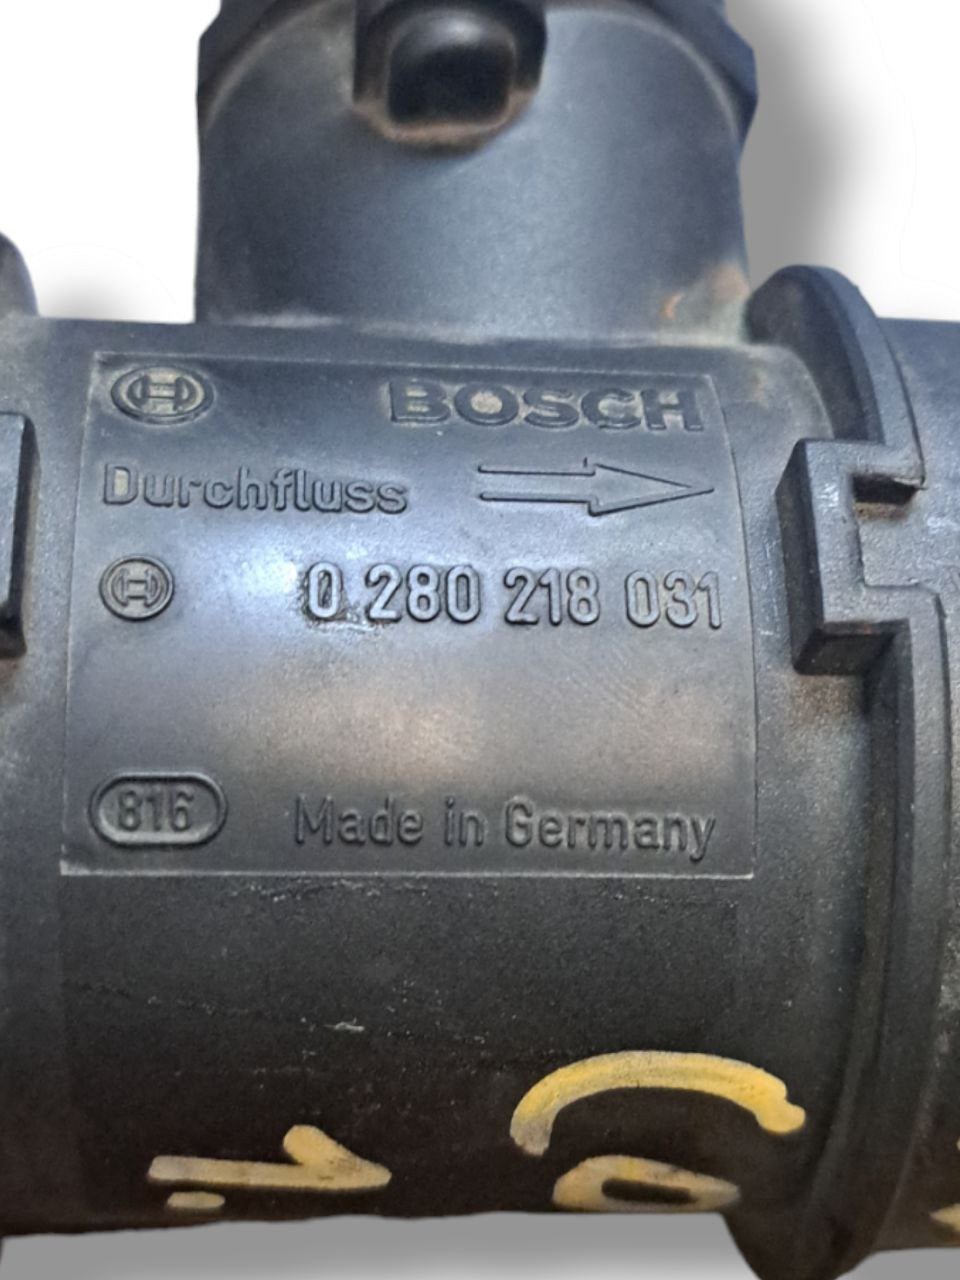 BOSCH
Durchfluss
0 280 218 031
816 Made in Germany